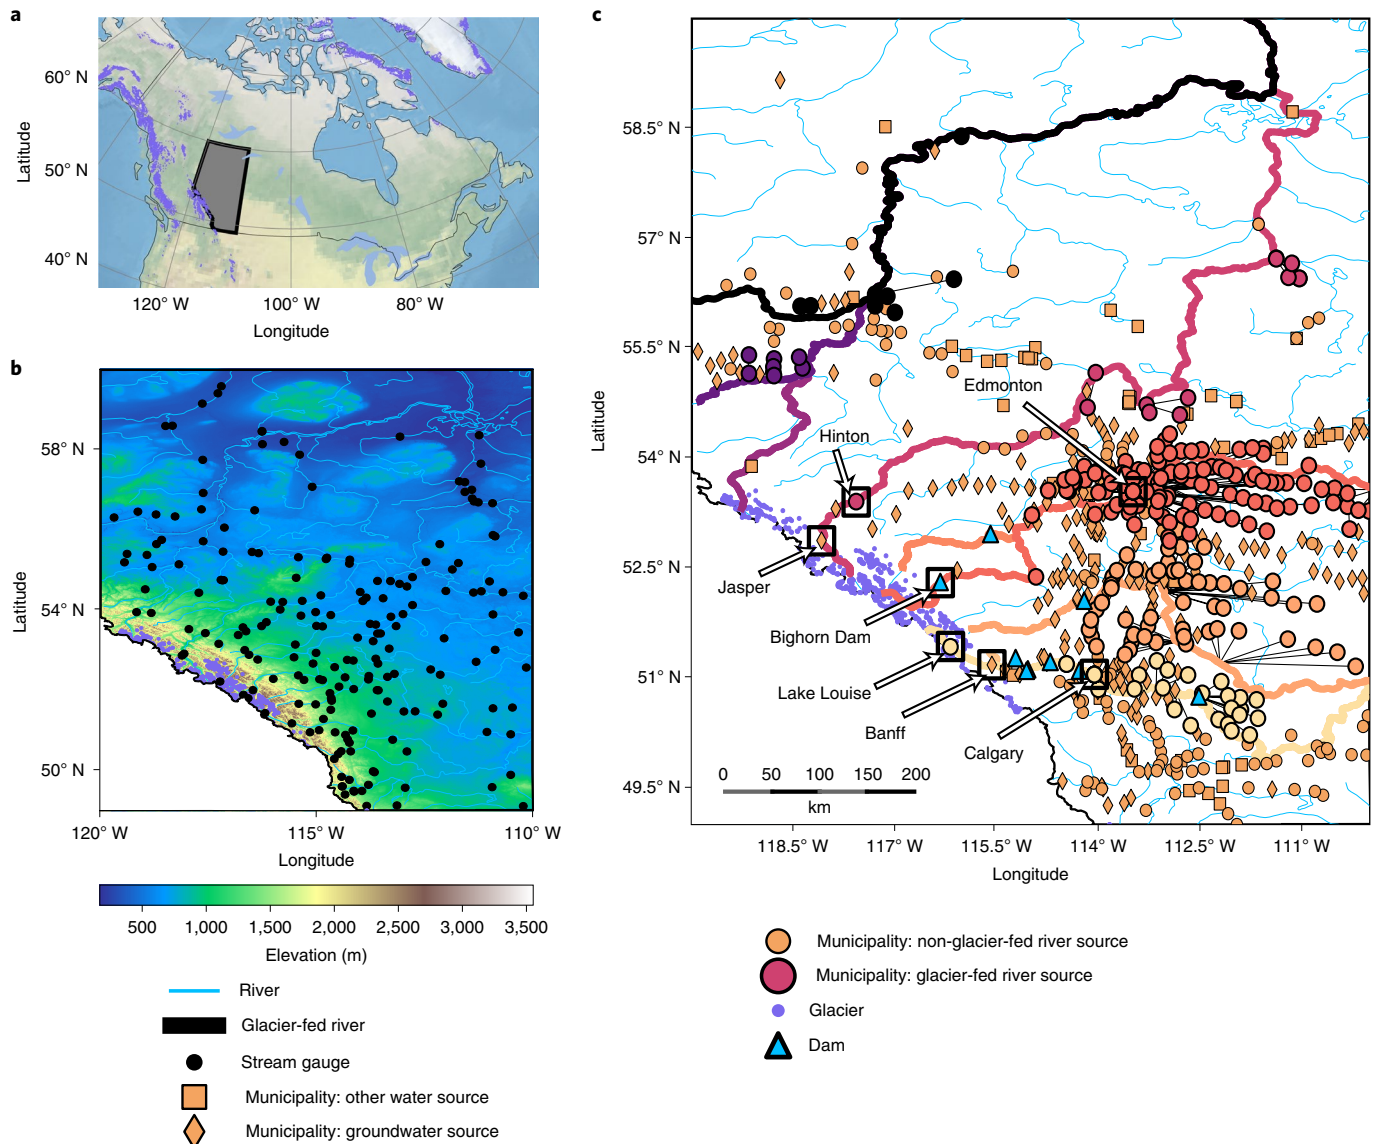 a
60° N
50° N
40° N
Latitude
120° W
100° W
80° W
Longitude
b
58° N
54° N
50° N
Latitude
120° W
115° W
110° W
Longitude
500
1,000
1,500
2,000
2,500
3,000
3,500
Elevation (m)
River
Glacier-fed river
Stream gauge
Municipality: other water source
Municipality: groundwater source
c
58.5° N
57° N
55.5° N
54° N
52.5° N
51° N
49.5° N
Latitude
Edmonton
Hinton
Jasper
Bighorn Dam
Lake Louise
Banff
Calgary
0 50 100 150 200
km
118.5° W
117° W
115.5° W
114° W
112.5° W
111° W
Longitude
Municipality: non-glacier-fed river source
Municipality: glacier-fed river source
Glacier
Dam